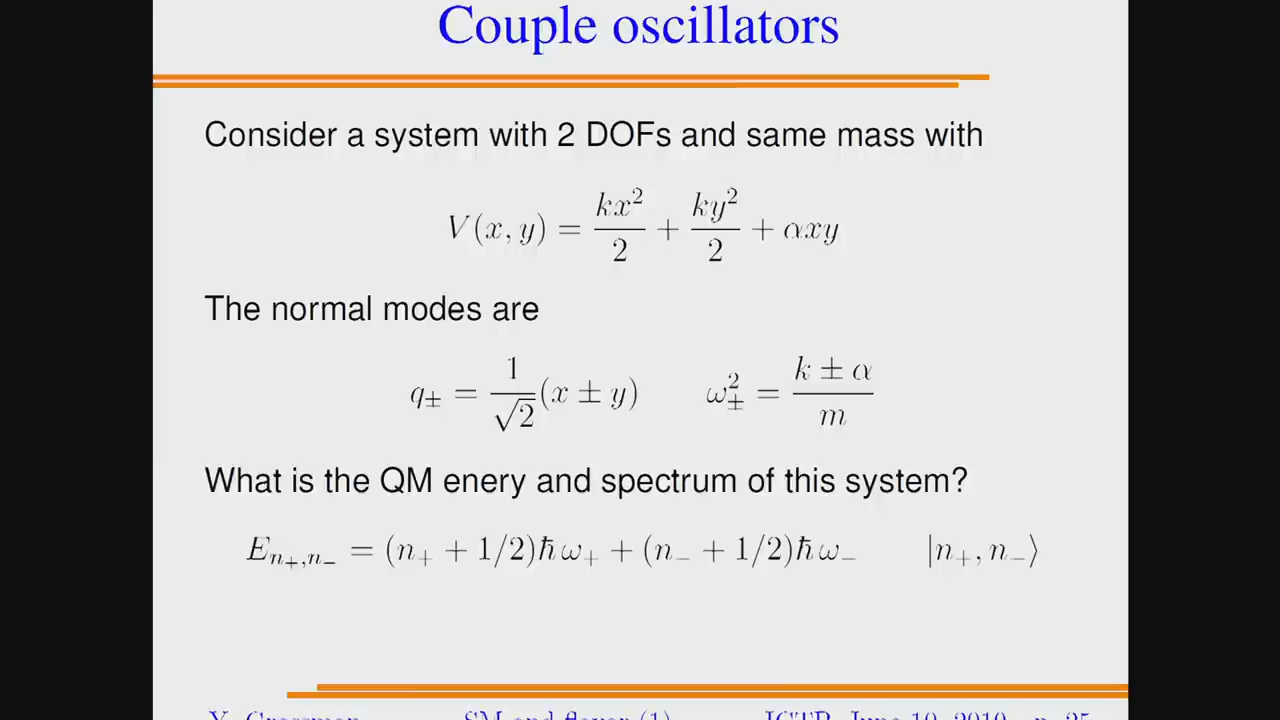 Couple oscillators
Consider a system with 2 DOFs and same mass with
V(x, y) = kx²/2 + ky²/2 + αxy
The normal modes are
q± = 1/√2 (x ± y)    ω±² = (k ± α)/m
What is the QM enery and spectrum of this system?
E_{n₊,n₋} = (n₊ + 1/2)ℏω₊ + (n₋ + 1/2)ℏω₋    |n₊, n₋⟩